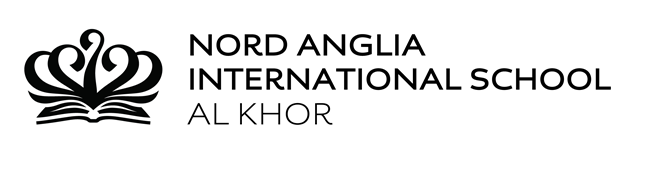 NORD ANGLIA
INTERNATIONAL SCHOOL
AL KHOR